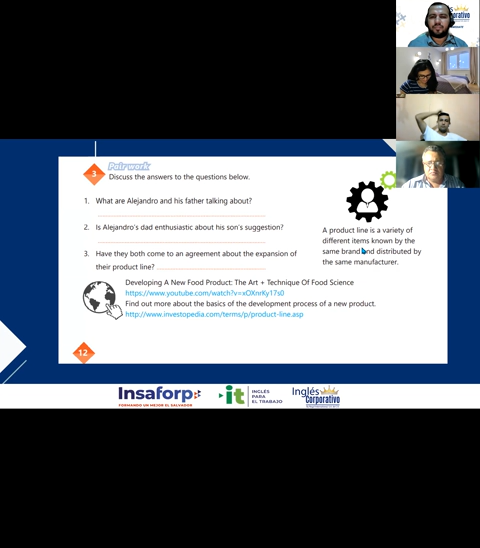 Pair work
3
Discuss the answers to the questions below.
1. What are Alejandro and his father talking about?
2. Is Alejandro's dad enthusiastic about his son's suggestion?
3. Have they both come to an agreement about the expansion of
their product line?
A product line is a variety of
different items known by the
same brand and distributed by
the same manufacturer.
Developing A New Food Product: The Art + Technique Of Food Science
https://www.youtube.com/watch?v=xOXnrKy17s0
Find out more about the basics of the development process of a new product.
http://www.investopedia.com/terms/p/product-line.asp
12
Insaforp
FORMANDO UN MEJOR EL SALVADOR
it
INGLÉS
PARA
EL TRABAJO
Inglés
Corporativo